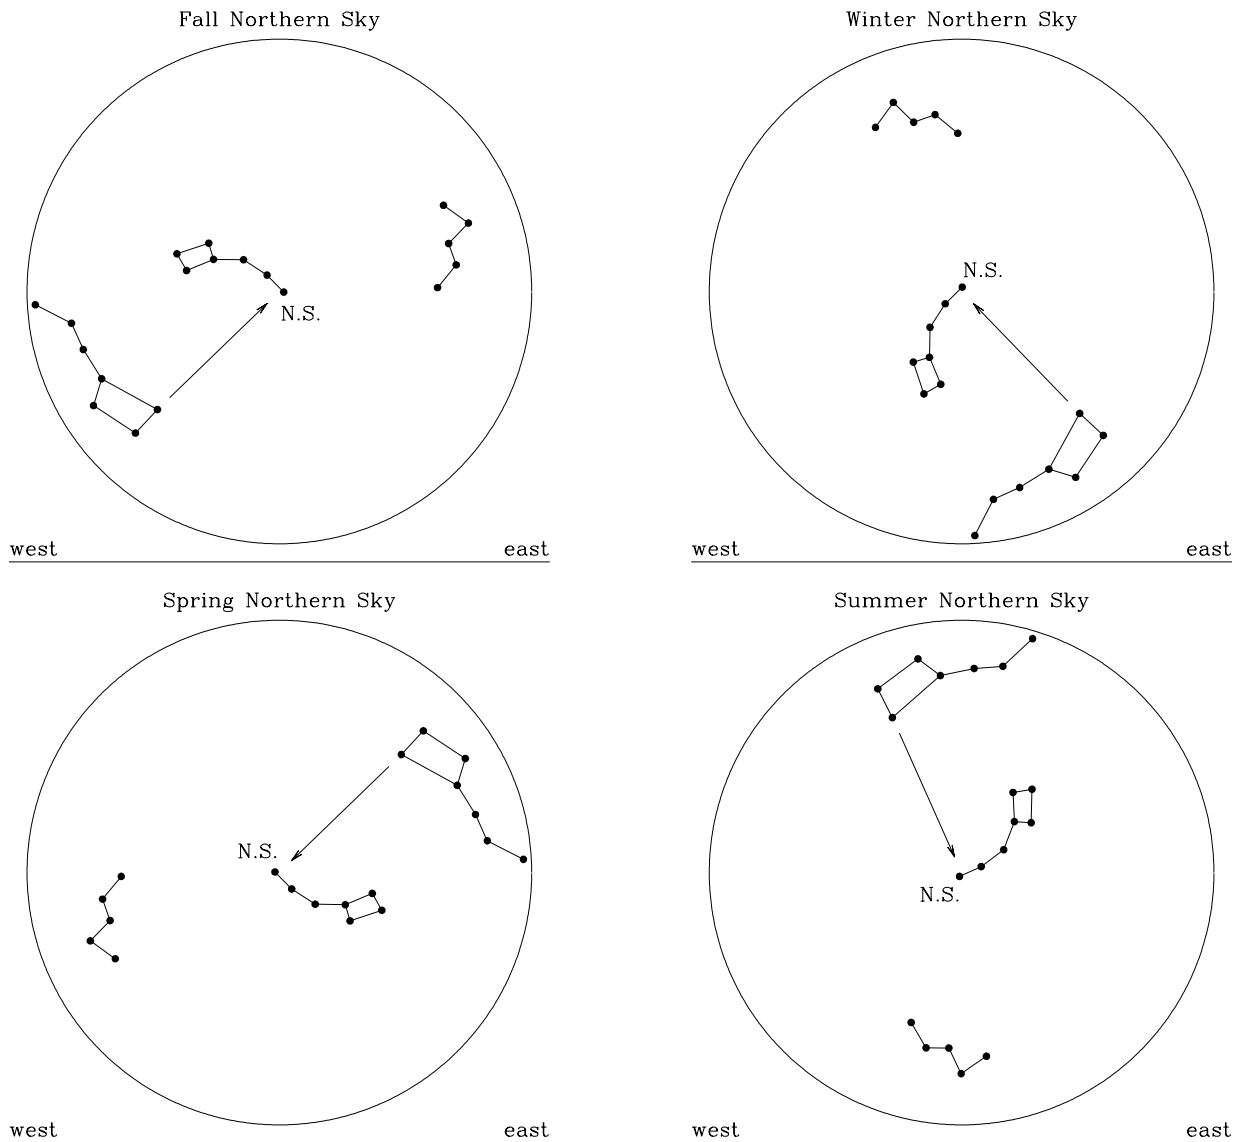 Fall Northern Sky
N.S.
west east
Winter Northern Sky
N.S.
west east
Spring Northern Sky
N.S.
west east
Summer Northern Sky
N.S.
west east